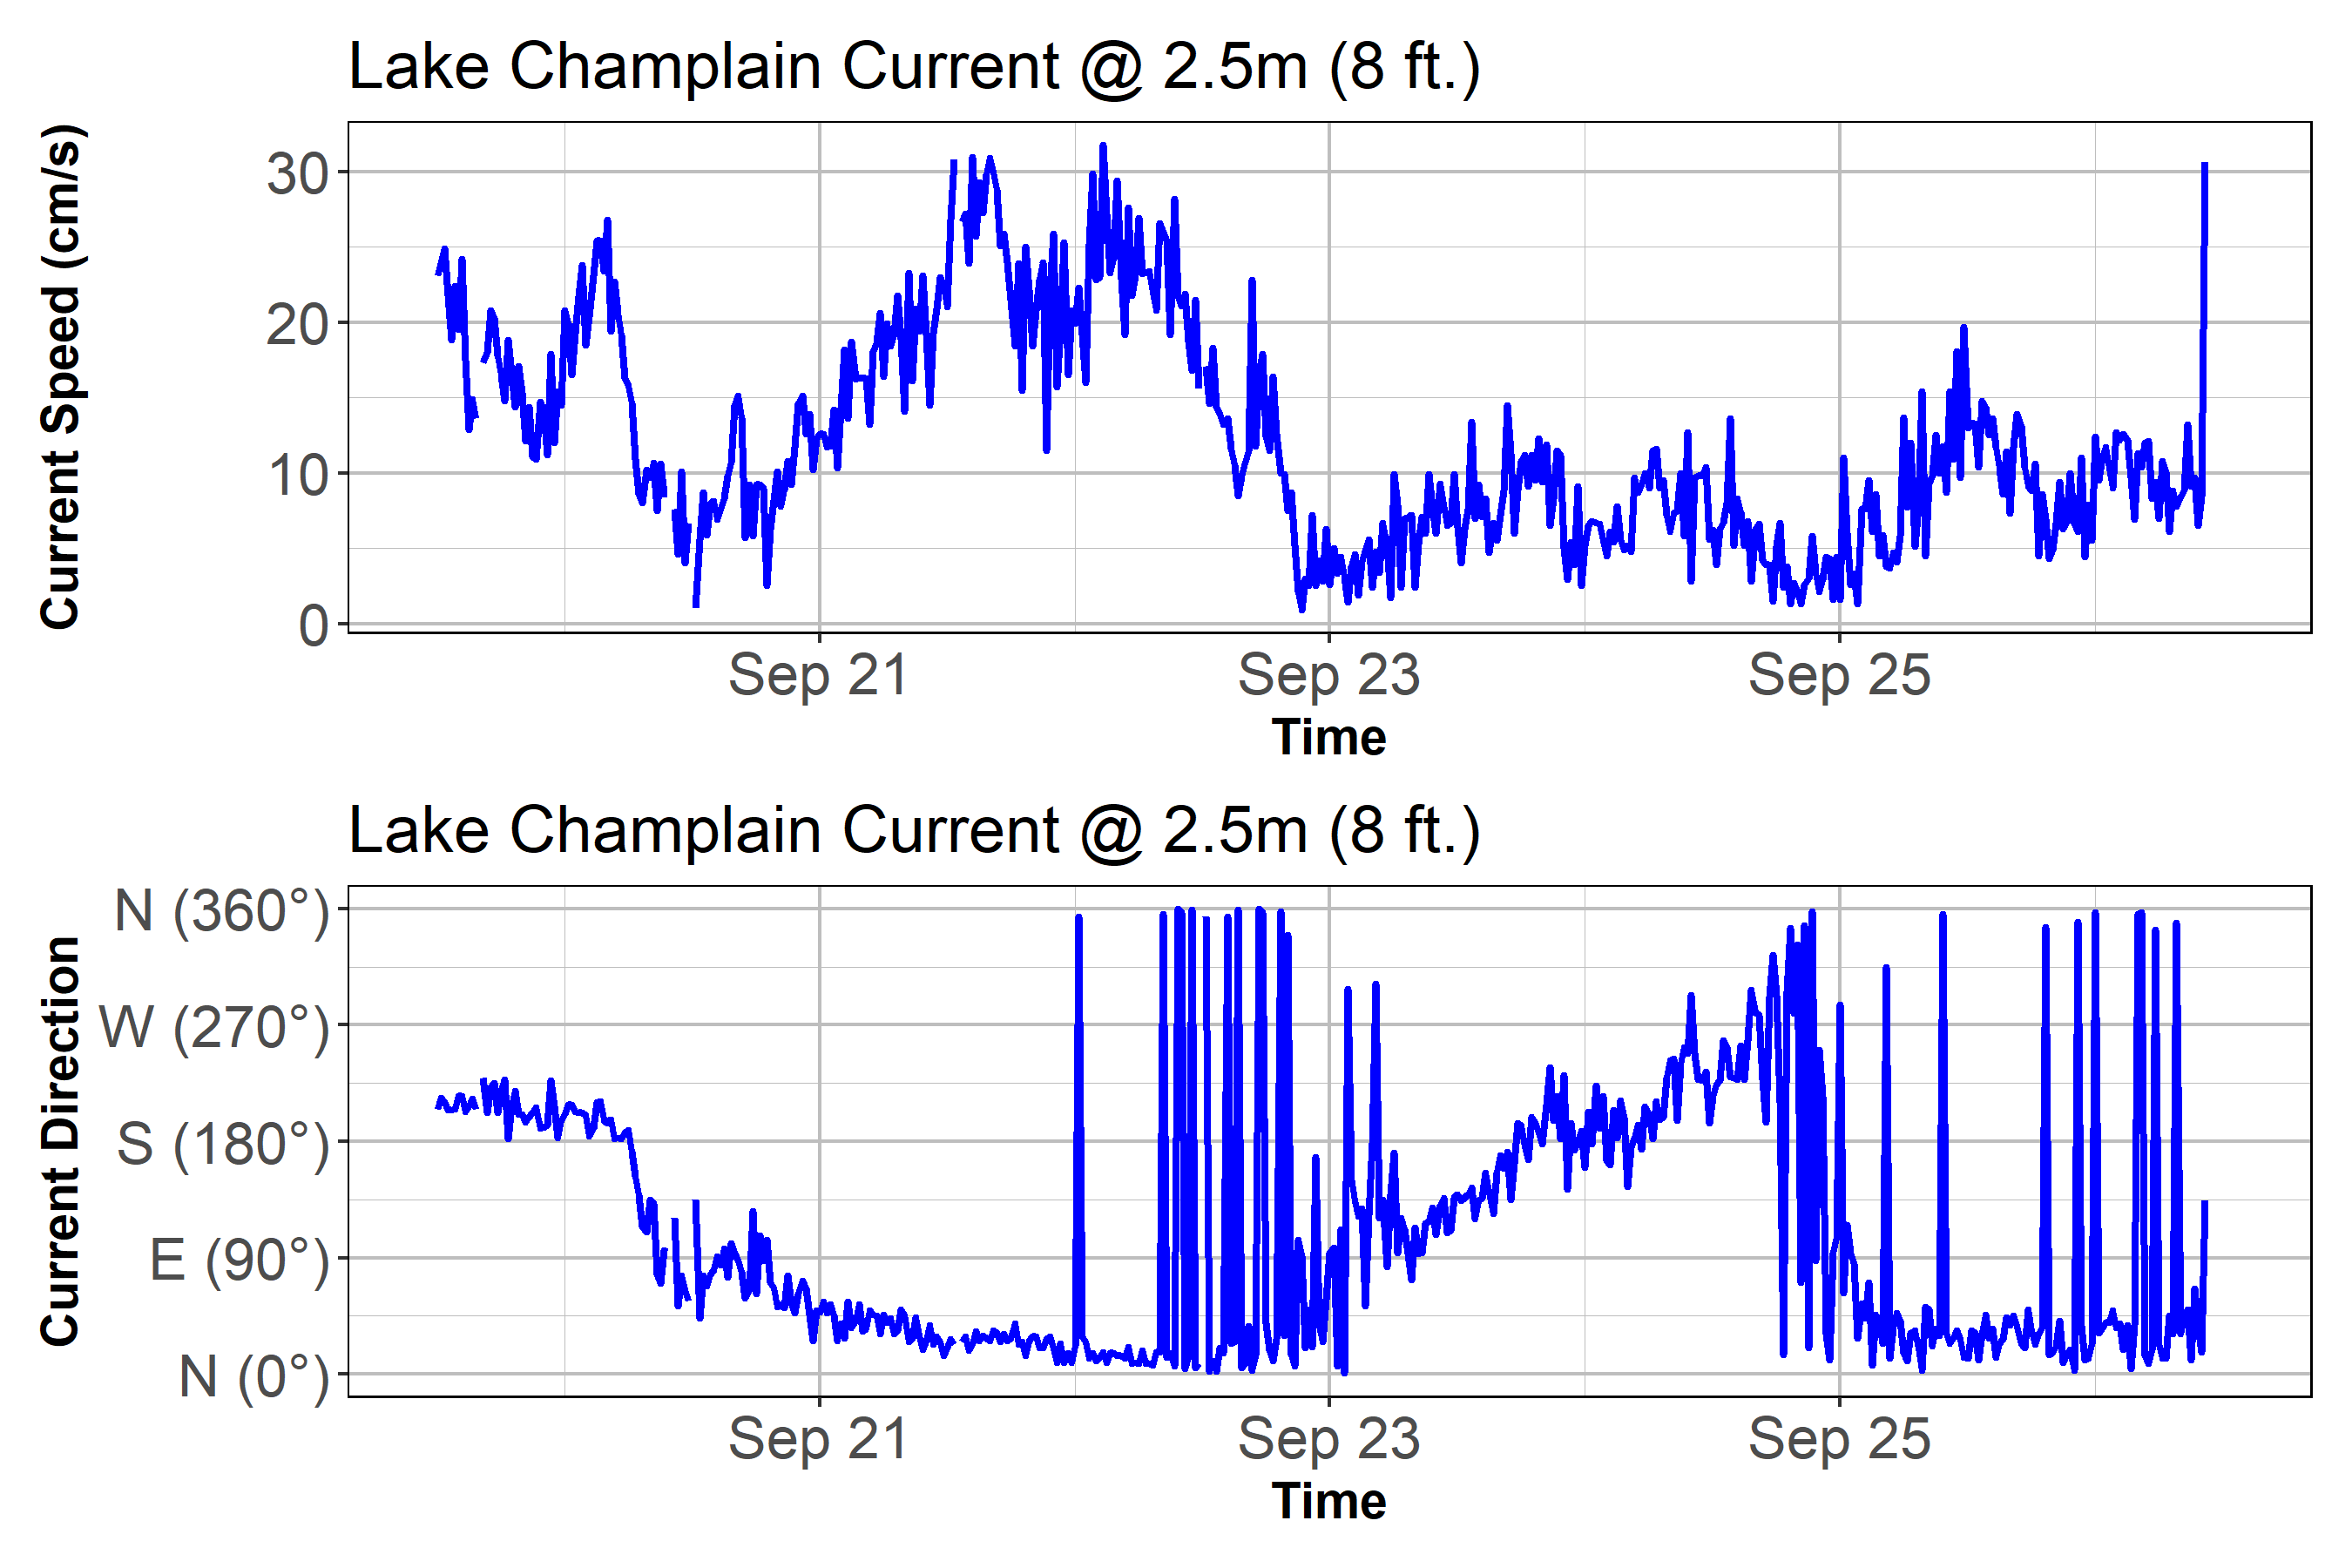 Lake Champlain Current @ 2.5m (8 ft.)
Current Speed (cm/s)
30
20
10
0
Sep 21 Sep 23 Sep 25
Time
Lake Champlain Current @ 2.5m (8 ft.)
Current Direction
N (360°)
W (270°)
S (180°)
E (90°)
N (0°)
Sep 21 Sep 23 Sep 25
Time